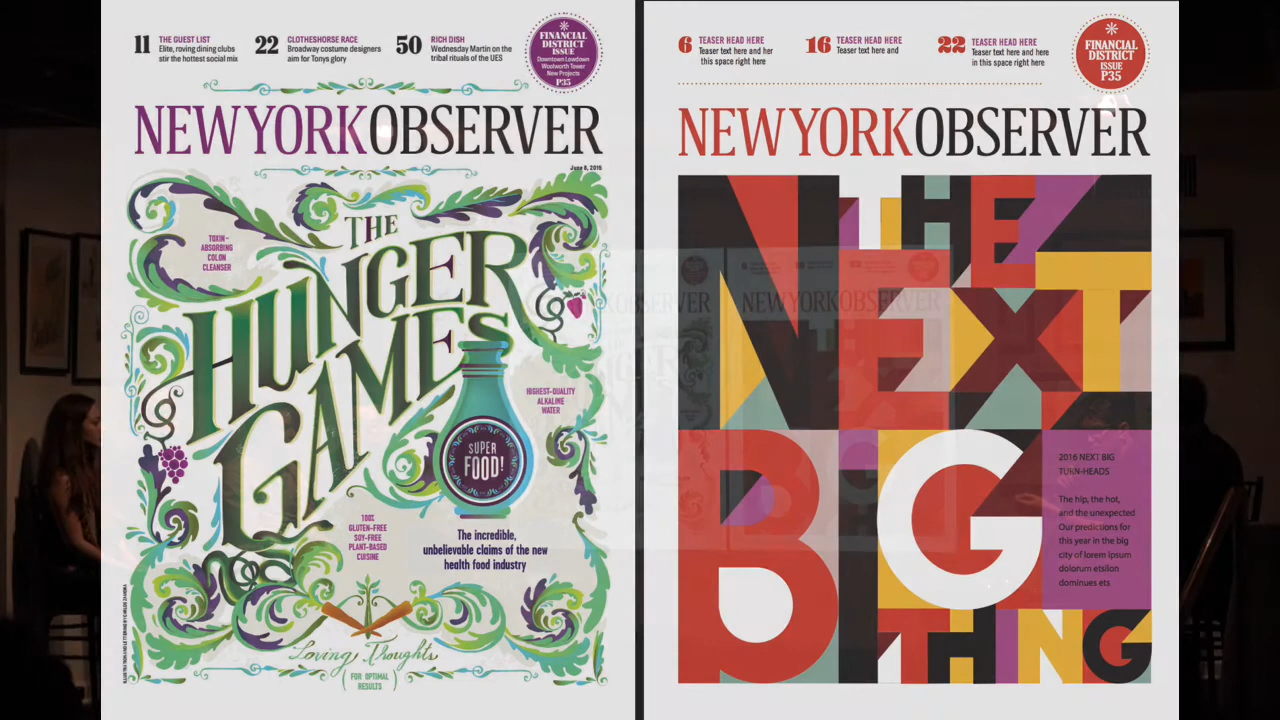 11
THE GUEST LIST
Elite, roving dining clubs
stir the hottest social mix
22
CLOTHESHORSE RACE
Broadway costume designers
aim for Tonys glory
50
RICH DISH
Wednesday Martin on the
tribal rituals of the UES
FINANCIAL
DISTRICT
ISSUE
Downtown Lowdown
Woolworth Tower
New Projects
P35
NEWYORKOBSERVER
June 8, 2015
TOXIN-
ABSORBING
COLON
CLEANSER
THE
HUNGER
GAMES
HIGHEST-QUALITY
ALKALINE
WATER
SUPER
FOOD!
100%
GLUTEN-FREE
SOY-FREE
PLANT-BASED
CUISINE
The incredible,
unbelievable claims of the new
health food industry
Loving Thoughts
(FOR OPTIMAL
RESULTS)
6
TEASER HEAD HERE
Teaser text here and her
this space right here
16
TEASER HEAD HERE
Teaser text here and
22
TEASER HEAD HERE
Teaser text here and here
in this space right here
FINANCIAL
DISTRICT
ISSUE
P35
NEWYORKOBSERVER
THE
NEXT
BIG
THING
2016 NEXT BIG
TURN-HEADS
The hip, the hot,
and the unexpected
Our predictions for
this year in the big
city of lorem ipsum
dolorum etsilon
dominues ets